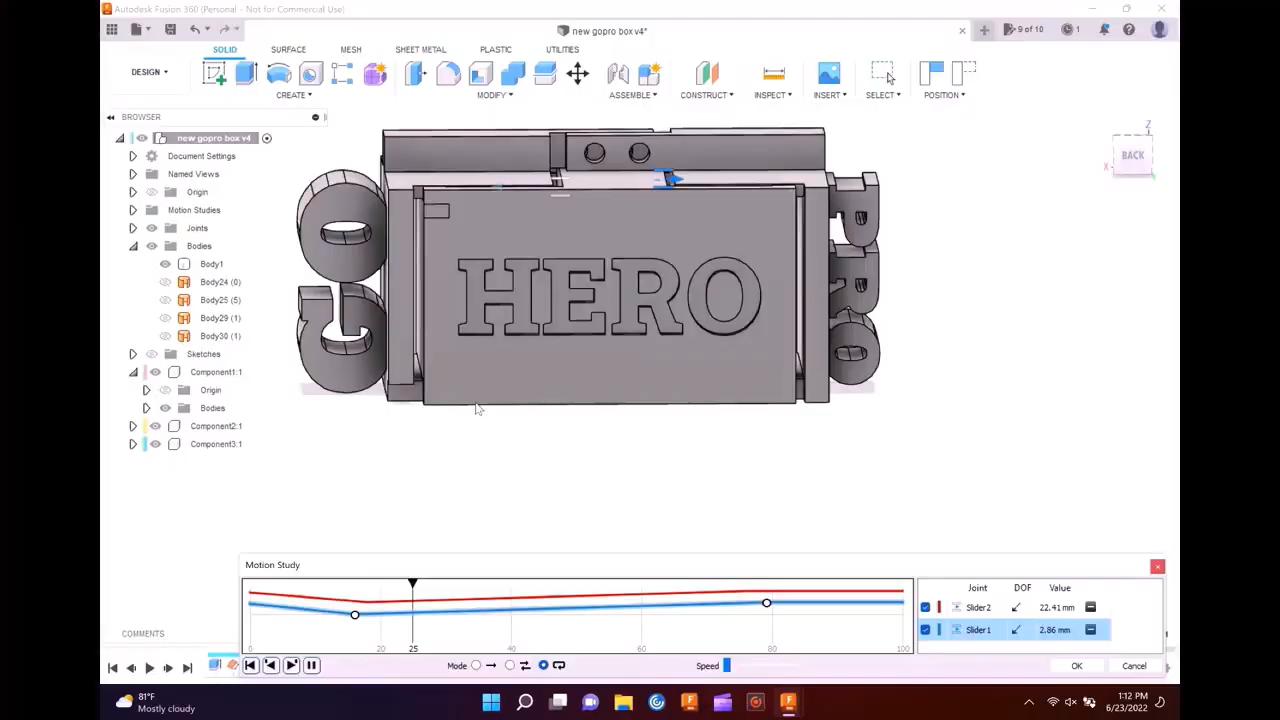 Autodesk Fusion 360 (Personal - Not for Commercial Use)
new gopro box v4*
9 of 10
1
SOLID
SURFACE
MESH
SHEET METAL
PLASTIC
UTILITIES
DESIGN
CREATE
MODIFY
ASSEMBLE
CONSTRUCT
INSPECT
INSERT
SELECT
POSITION
BROWSER
new gopro box v4
Document Settings
Named Views
Origin
Motion Studies
Joints
Bodies
Body1
Body24 (0)
Body25 (5)
Body29 (1)
Body30 (1)
Sketches
Component1:1
Origin
Bodies
Component2:1
Component3:1
Z
BACK
X
GO
HERO
PRO
COMMENTS
Motion Study
0
20
25
40
60
80
100
Joint DOF Value
Slider2 22.41 mm
Slider1 2.86 mm
Mode
Speed
OK
Cancel
81°F
Mostly cloudy
1:12 PM
6/23/2022